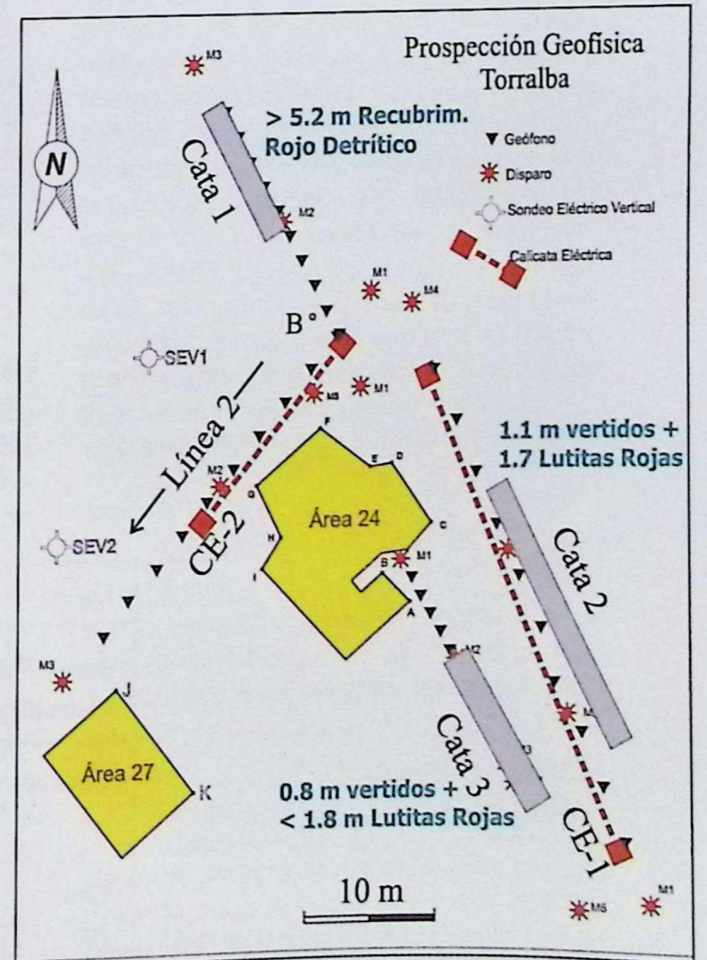 Prospección Geofísica
Torralba
M3
> 5.2 m Recubrim.
Rojo Detrítico
Geófono
Disparo
Sondeo Eléctrico Vertical
Calicata Eléctrica
N
Cata 1
M2
M1
M4
B°
SEV1
M1
Línea 2
1.1 m vertidos +
1.7 Lutitas Rojas
F
E
D
M2
G
Área 24
C
CE-2
H
SEV2
I
B
M1
A
Cata 2
M2
M3
J
Área 27
K
Cata 3
0.8 m vertidos +
< 1.8 m Lutitas Rojas
CE-1
10 m
M1